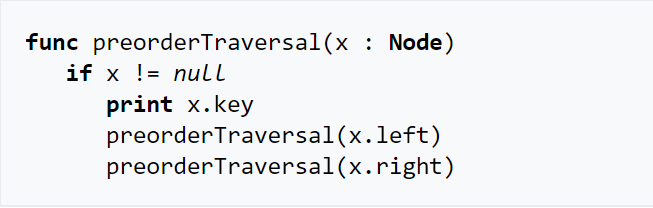 func preorderTraversal(x : Node)
   if x != null
      print x.key
      preorderTraversal(x.left)
      preorderTraversal(x.right)